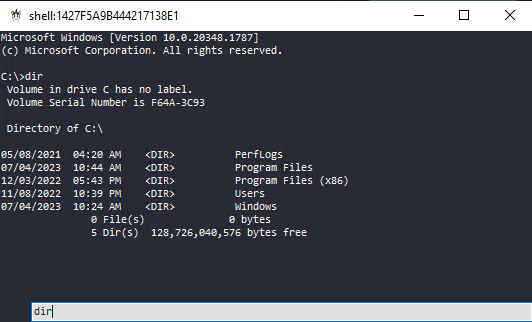 shell:1427F5A9B444217138E1
Microsoft Windows [Version 10.0.20348.1787]
(c) Microsoft Corporation. All rights reserved.
C:\>dir
Volume in drive C has no label.
Volume Serial Number is F64A-3C93
Directory of C:\
05/08/2021  04:20 AM    <DIR>          PerfLogs
07/04/2023  10:44 AM    <DIR>          Program Files
12/03/2022  05:43 PM    <DIR>          Program Files (x86)
11/08/2022  10:39 PM    <DIR>          Users
07/04/2023  10:24 AM    <DIR>          Windows
0 File(s)              0 bytes
5 Dir(s)  128,726,040,576 bytes free
dir